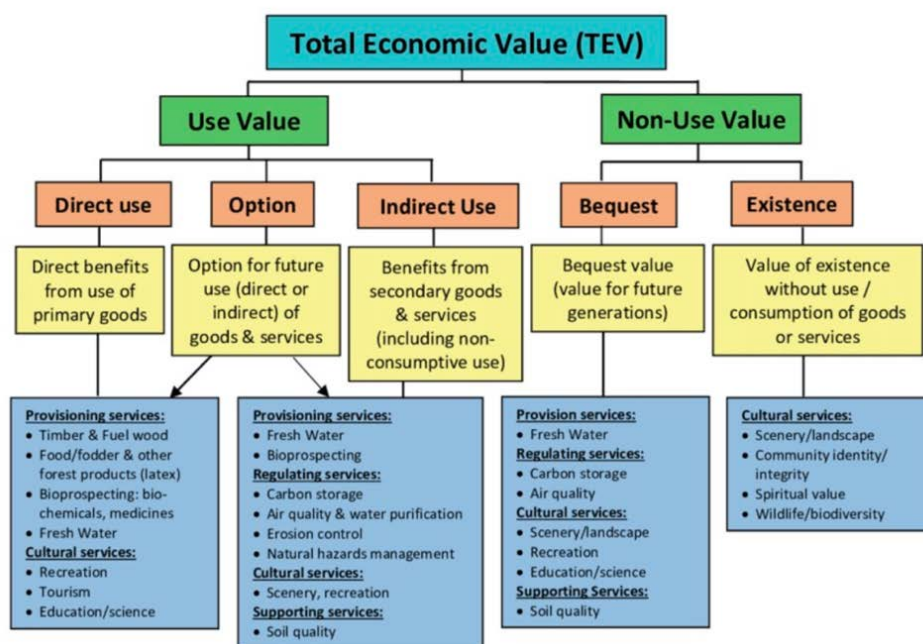 Total Economic Value (TEV)
Use Value
Non-Use Value
Direct use
Option
Indirect Use
Bequest
Existence
Direct benefits
from use of
primary goods
Option for future
use (direct or
indirect) of
goods & services
Benefits from
secondary goods
& services
(including non-
consumptive use)
Bequest value
(value for future
generations)
Value of existence
without use /
consumption of goods
or services
Provisioning services:
• Timber & Fuel wood
• Food/fodder & other
forest products (latex)
• Bioprospecting: bio-
chemicals, medicines
• Fresh Water
Cultural services:
• Recreation
• Tourism
• Education/science
Provisioning services:
• Fresh Water
• Bioprospecting
Regulating services:
• Carbon storage
• Air quality & water purification
• Erosion control
• Natural hazards management
Cultural services:
• Scenery, recreation
Supporting services:
• Soil quality
Provision services:
• Fresh Water
Regulating services:
• Carbon storage
• Air quality
Cultural services:
• Scenery/landscape
• Recreation
• Education/science
Supporting Services:
• Soil quality
Cultural services:
• Scenery/landscape
• Community identity/
integrity
• Spiritual value
• Wildlife/biodiversity